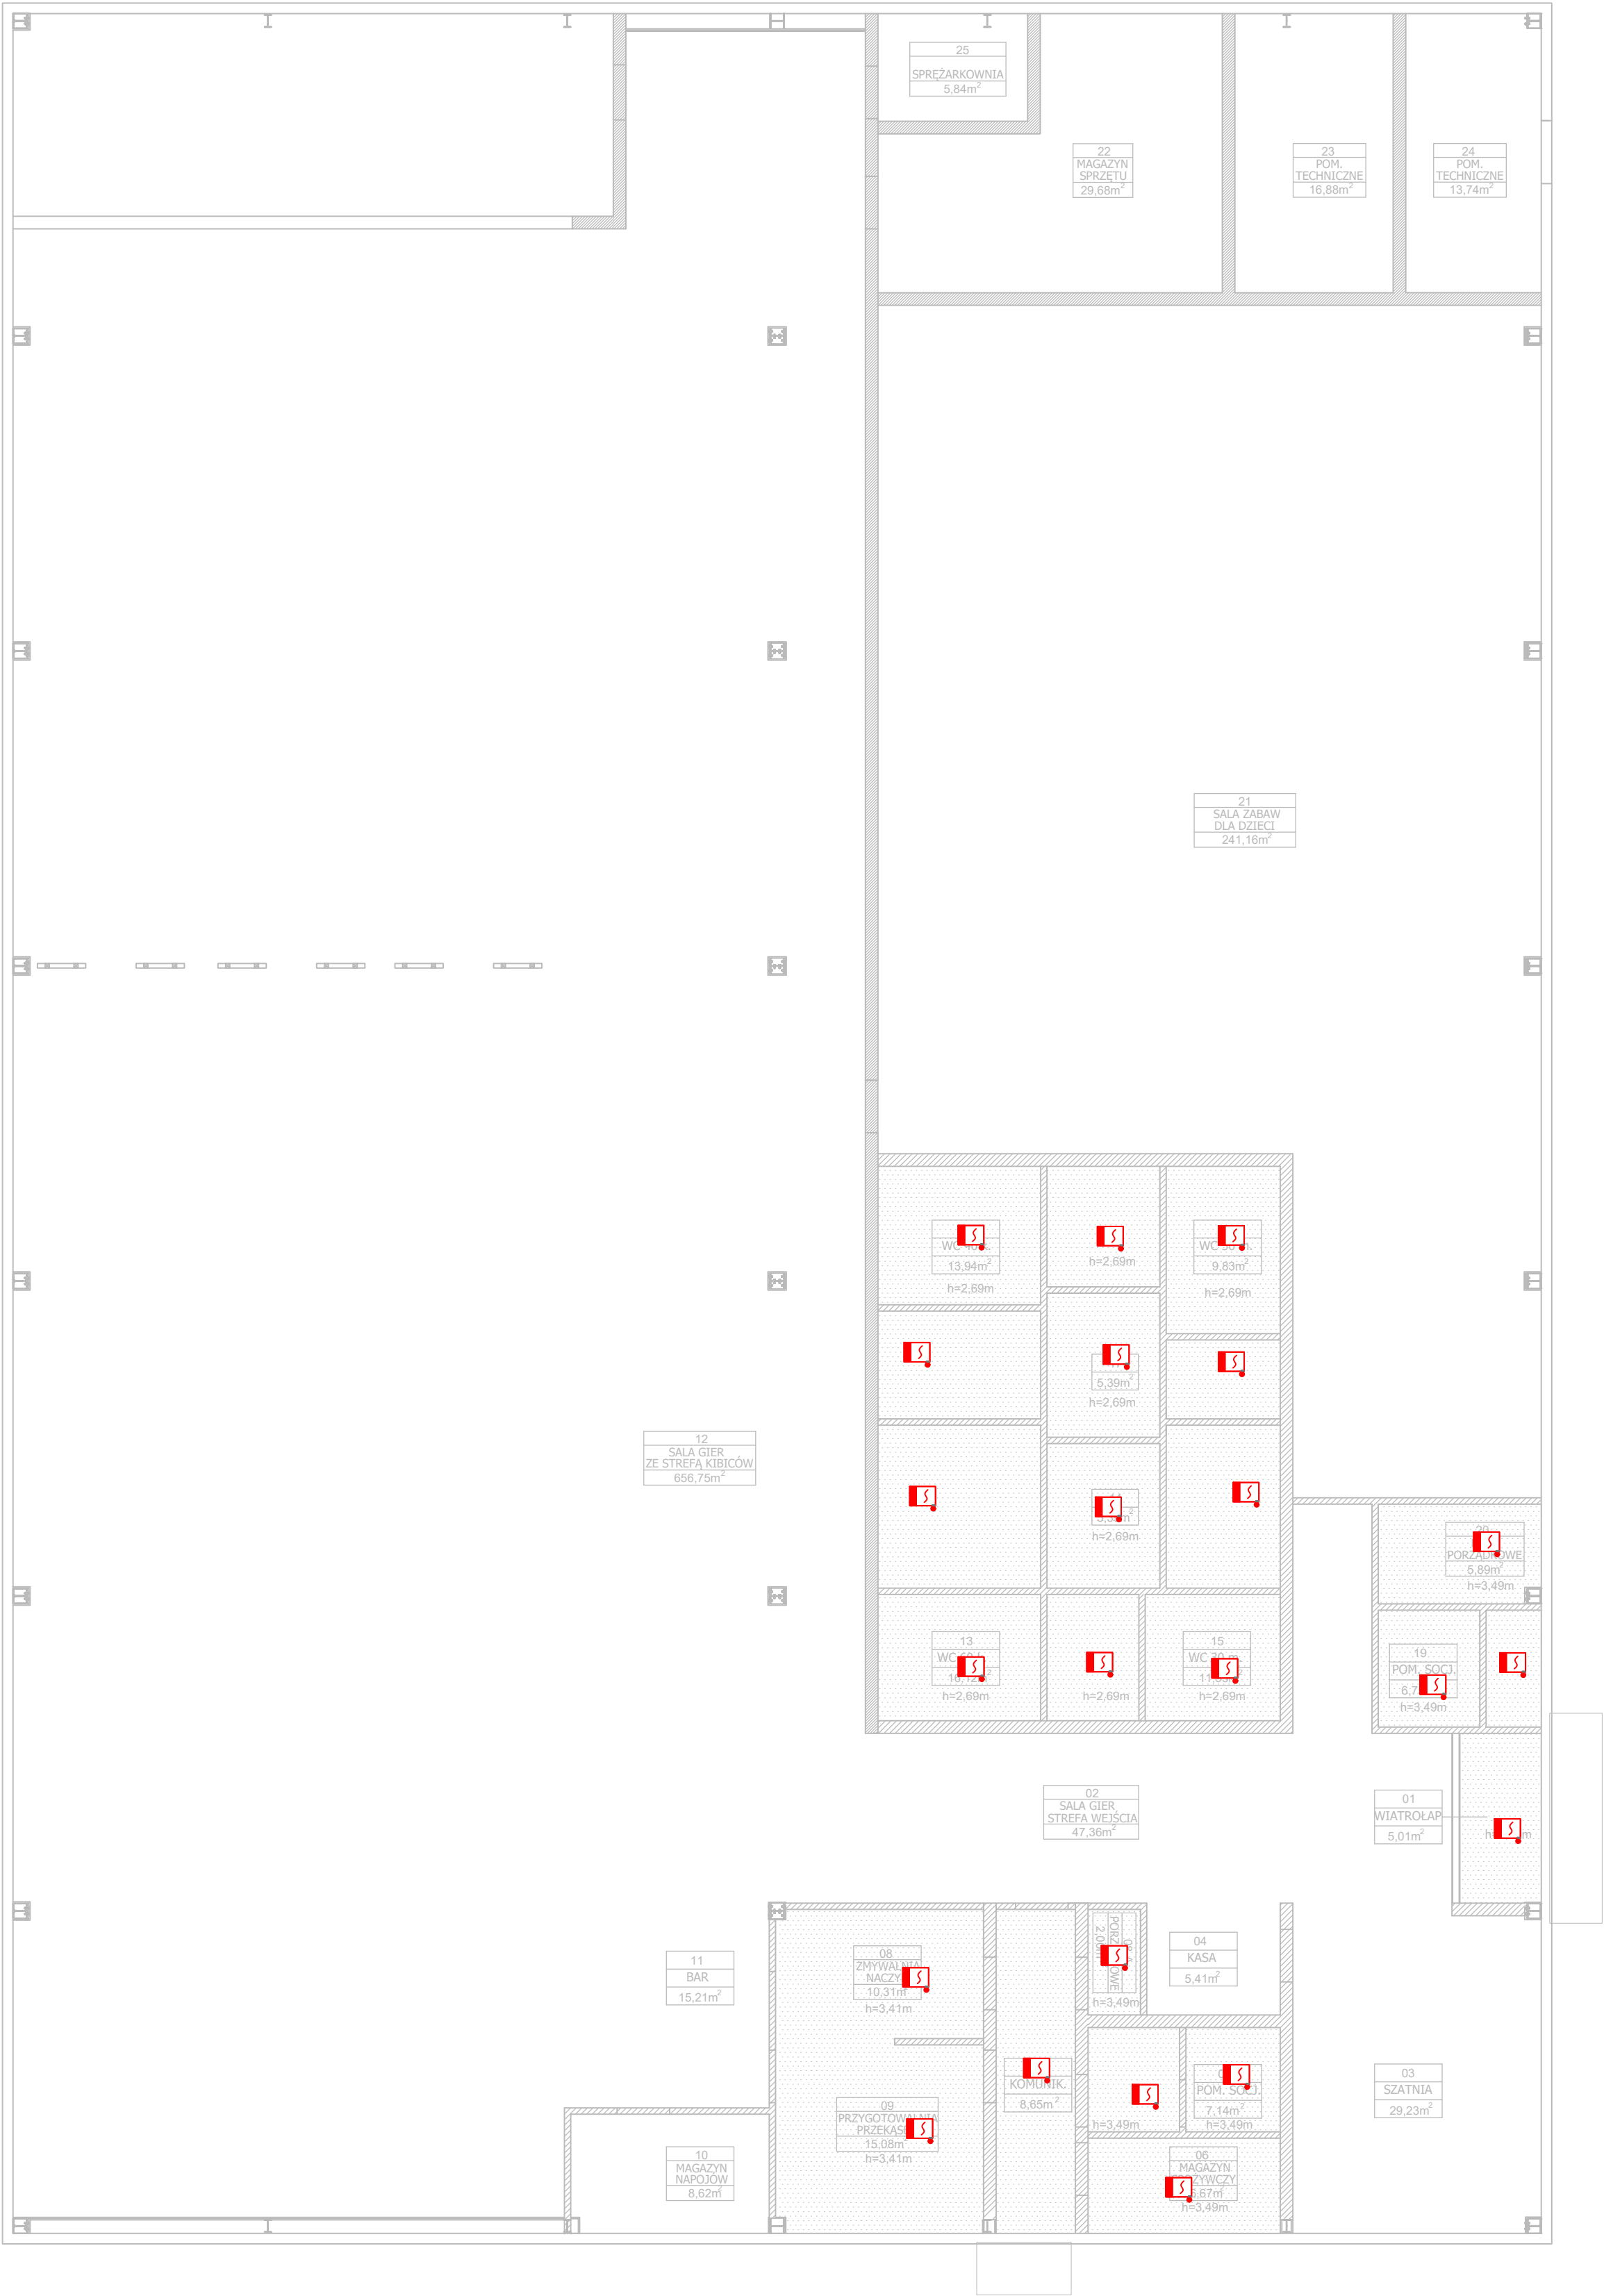 25
SPRĘŻARKOWNIA
5,84m²
22
MAGAZYN
SPRZĘTU
29,68m²
23
POM.
TECHNICZNE
16,88m²
24
POM.
TECHNICZNE
13,74m²
21
SALA ZABAW
DLA DZIECI
241,16m²
WC
13,94m²
h=2,69m
h=2,69m
WC
9,83m²
h=2,69m
5,39m²
h=2,69m
12
SALA GIER
ZE STREFĄ KIBICÓW
656,75m²
h=2,69m
20
5,89m²
h=3,49m
13
WC
h=2,69m
h=2,69m
15
WC
h=2,69m
19
POM. SOCJ.
h=3,49m
02
SALA GIER
STREFA WEJŚCIA
47,36m²
01
WIATROŁAP
5,01m²
08
ZMYWALNIA
10,31m²
h=3,41m
h=3,49m
04
KASA
5,41m²
11
BAR
15,21m²
KOMUNIK.
8,65m²
h=3,49m
POM. SOCJ.
7,14m²
h=3,49m
03
SZATNIA
29,23m²
09
PRZYGOTOWALNIA
15,08m²
h=3,41m
10
MAGAZYN
NAPOJÓW
8,62m²
06
MAGAZYN
h=3,49m